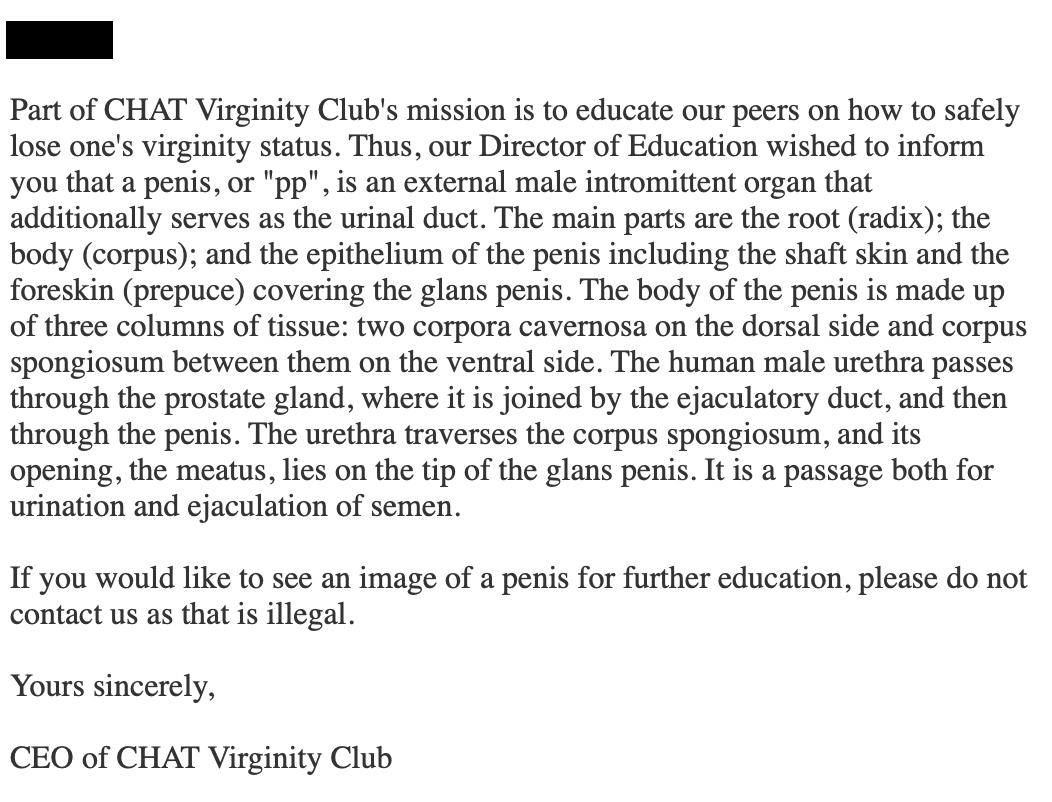 Part of CHAT Virginity Club's mission is to educate our peers on how to safely
lose one's virginity status. Thus, our Director of Education wished to inform
you that a penis, or "pp", is an external male intromittent organ that
additionally serves as the urinal duct. The main parts are the root (radix); the
body (corpus); and the epithelium of the penis including the shaft skin and the
foreskin (prepuce) covering the glans penis. The body of the penis is made up
of three columns of tissue: two corpora cavernosa on the dorsal side and corpus
spongiosum between them on the ventral side. The human male urethra passes
through the prostate gland, where it is joined by the ejaculatory duct, and then
through the penis. The urethra traverses the corpus spongiosum, and its
opening, the meatus, lies on the tip of the glans penis. It is a passage both for
urination and ejaculation of semen.
If you would like to see an image of a penis for further education, please do not
contact us as that is illegal.
Yours sincerely,
CEO of CHAT Virginity Club